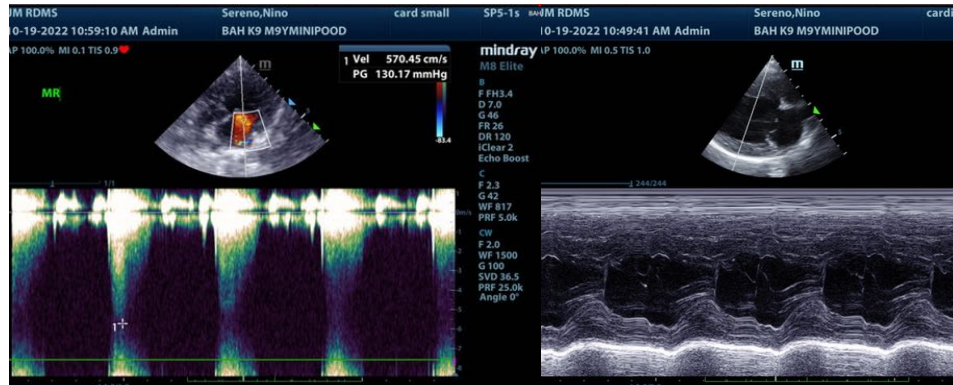 JM RDMS Sereno,Nino card small SP5-1s
10-19-2022 10:59:10 AM Admin BAH K9 M9YMINIPOOD
AP 100.0% MI 0.1 TIS 0.9
MR
m
1 Vel 570.45 cm/s
PG 130.17 mmHg
-83.4
1/1
mindray
M8 Elite
B
F FH3.4
D 7.0
G 46
FR 26
DR 120
iClear 2
Echo Boost
C
F 2.3
G 42
WF 817
PRF 5.0k
CW
F 2.0
WF 1500
G 100
SVD 36.5
PRF 25.0k
Angle 0°
1
JM RDMS Sereno,Nino cardi
10-19-2022 10:49:41 AM Admin BAH K9 M9YMINIPOOD
AP 100.0% MI 0.5 TIS 1.0
m
244/244